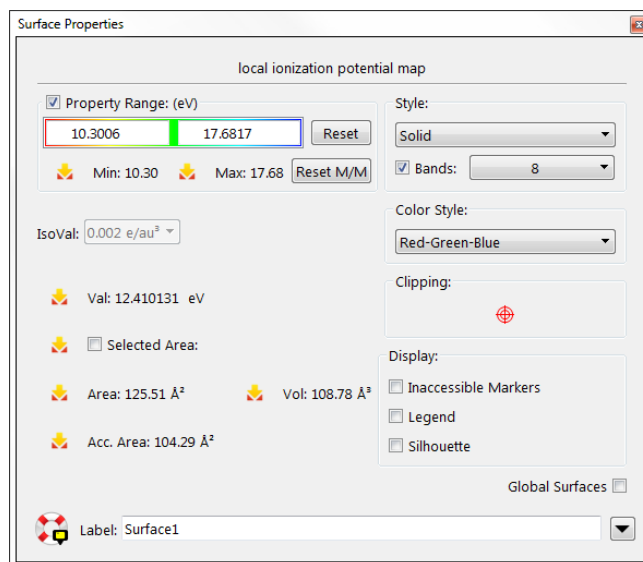 Surface Properties
local ionization potential map
Property Range: (eV)
10.3006 17.6817 Reset
Min: 10.30 Max: 17.68 Reset M/M
Style:
Solid
Bands: 8
IsoVal: 0.002 e/au³
Color Style:
Red-Green-Blue
Val: 12.410131 eV
Clipping:
Selected Area:
Area: 125.51 Å² Vol: 108.78 Å³
Acc. Area: 104.29 Å²
Display:
Inaccessible Markers
Legend
Silhouette
Global Surfaces
Label: Surface1